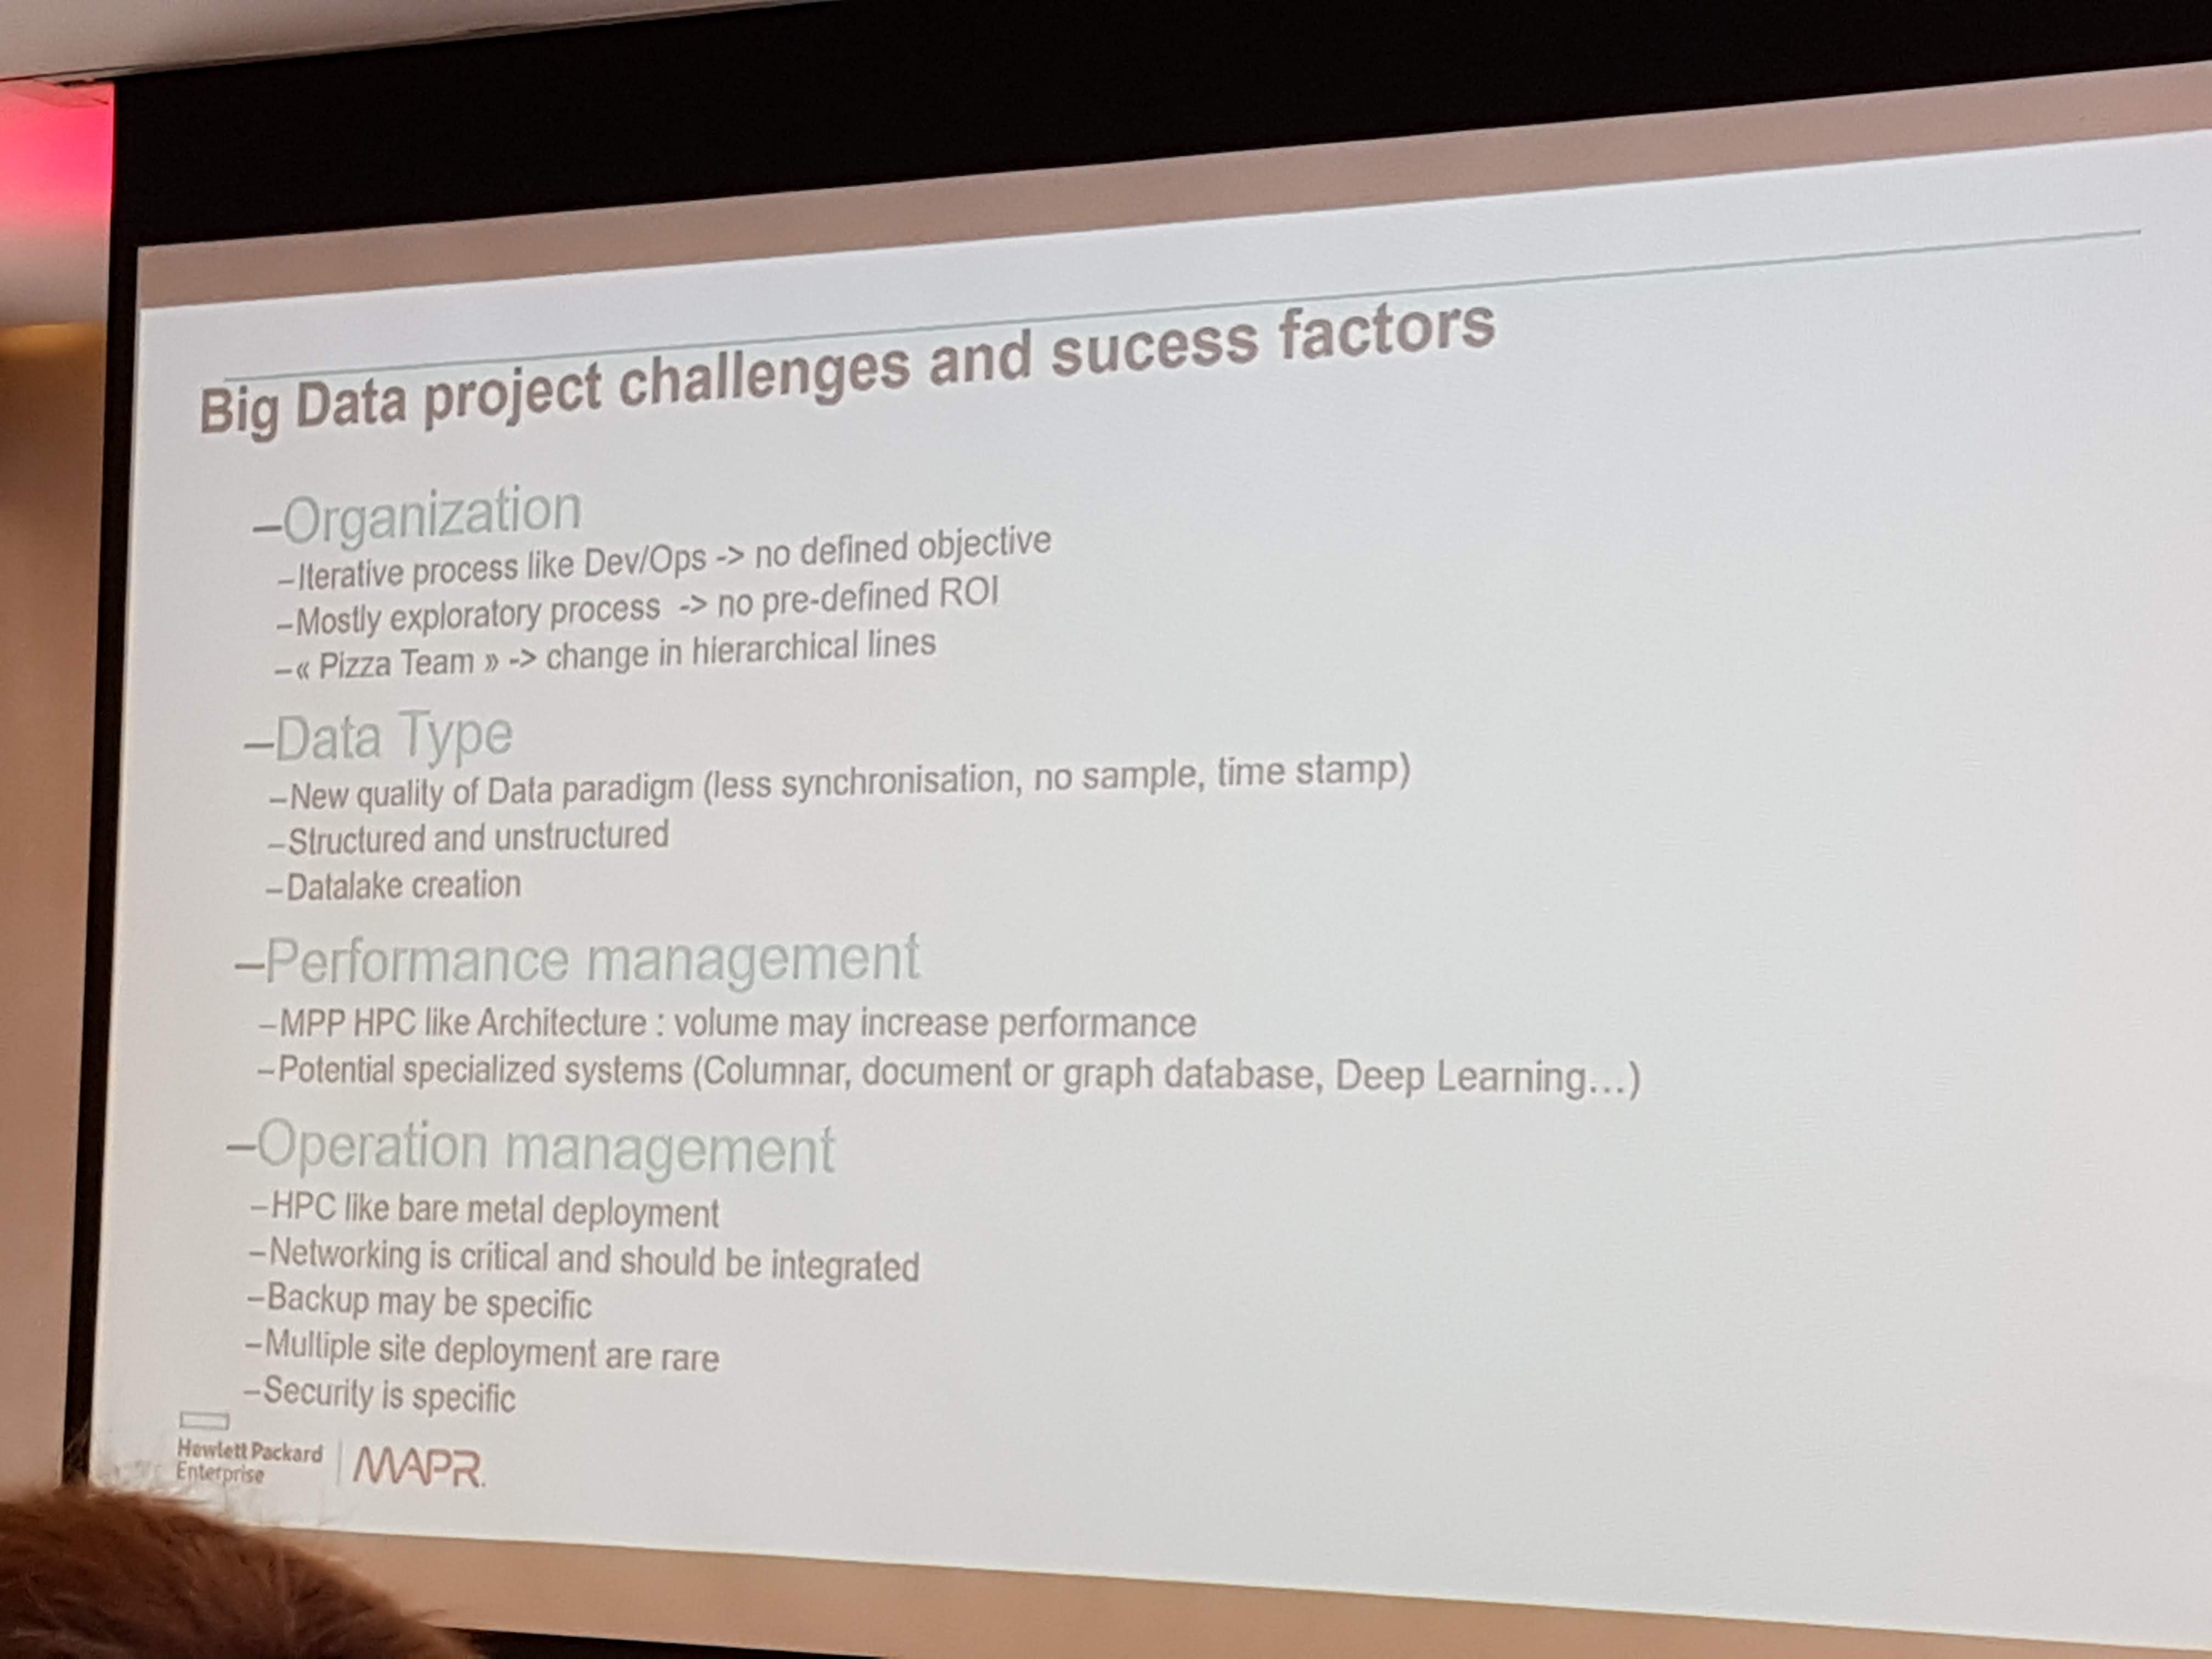 Big Data project challenges and sucess factors
–Organization
–Iterative process like Dev/Ops -> no defined objective
–Mostly exploratory process -> no pre-defined ROI
–« Pizza Team » -> change in hierarchical lines
–Data Type
–New quality of Data paradigm (less synchronisation, no sample, time stamp)
–Structured and unstructured
–Datalake creation
–Performance management
–MPP HPC like Architecture : volume may increase performance
–Potential specialized systems (Columnar, document or graph database, Deep Learning…)
–Operation management
–HPC like bare metal deployment
–Networking is critical and should be integrated
–Backup may be specific
–Multiple site deployment are rare
–Security is specific
Hewlett Packard
Enterprise
MAPR.